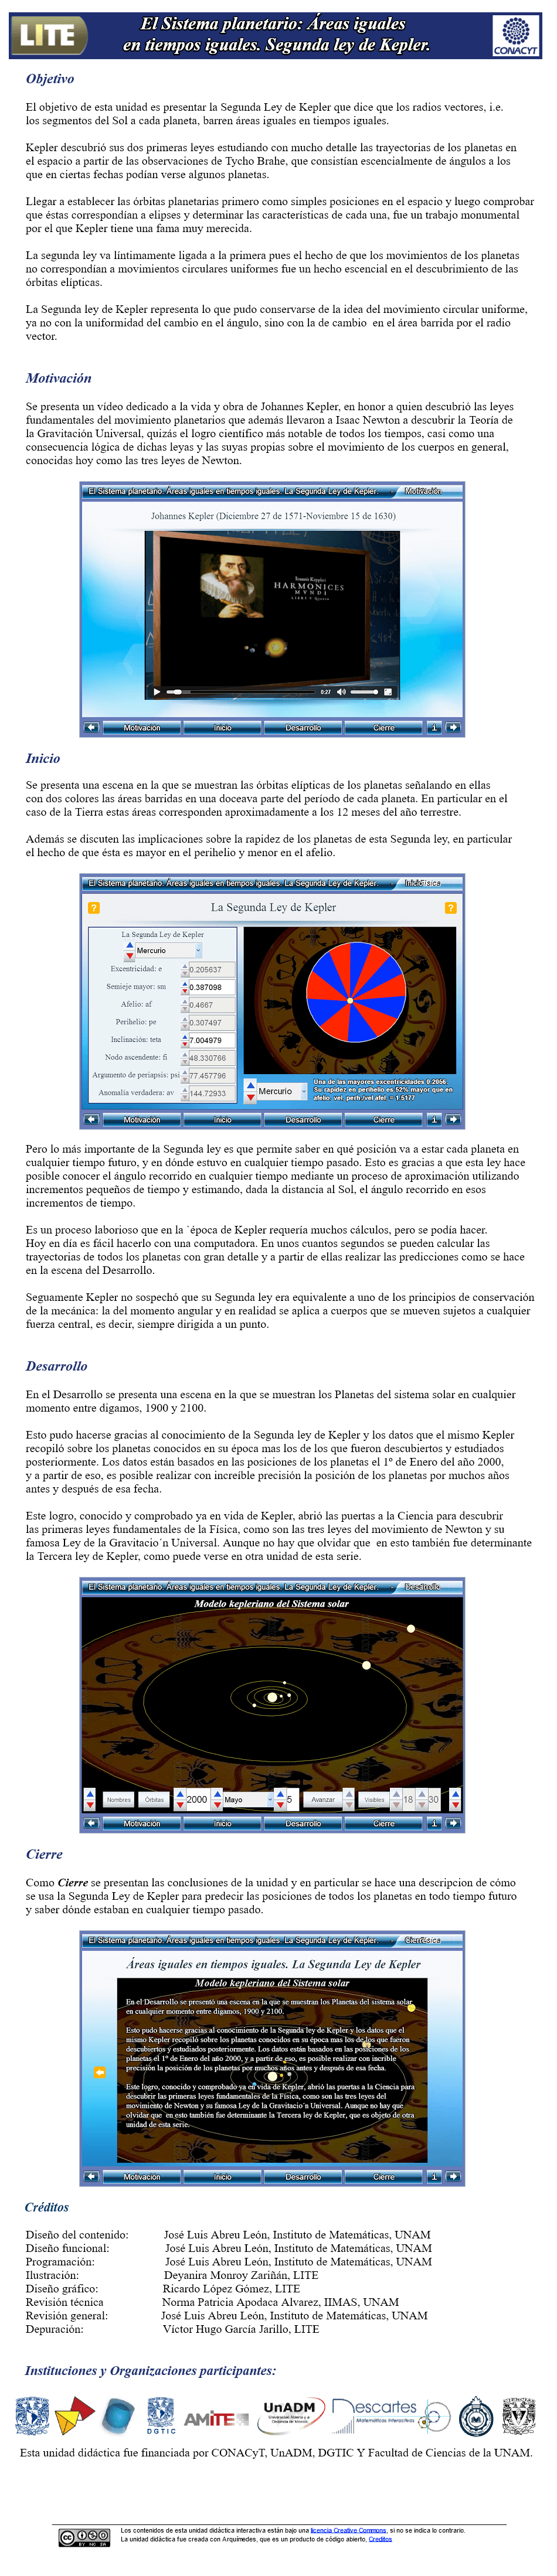 LITE
El Sistema planetario: Áreas iguales
en tiempos iguales. Segunda ley de Kepler.
CONACYT
Objetivo
El objetivo de esta unidad es presentar la Segunda Ley de Kepler que dice que los radios vectores, i.e.
los segmentos del Sol a cada planeta, barren áreas iguales en tiempos iguales.
Kepler descubrió sus dos primeras leyes estudiando con mucho detalle las trayectorias de los planetas en
el espacio a partir de las observaciones de Tycho Brahe, que consistían escencialmente de ángulos a los
que en ciertas fechas podían verse algunos planetas.
Llegar a establecer las órbitas planetarias primero como simples posiciones en el espacio y luego comprobar
que éstas correspondían a elipses y determinar las características de cada una, fue un trabajo monumental
por el que Kepler tiene una fama muy merecida.
La segunda ley va líntimamente ligada a la primera pues el hecho de que los movimientos de los planetas
no correspondían a movimientos circulares uniformes fue un hecho escencial en el descubrimiento de las
órbitas elípticas.
La Segunda ley de Kepler representa lo que pudo conservarse de la idea del movimiento circular uniforme,
ya no con la uniformidad del cambio en el ángulo, sino con la de cambio en el área barrida por el radio
vector.
Motivación
Se presenta un vídeo dedicado a la vida y obra de Johannes Kepler, en honor a quien descubrió las leyes
fundamentales del movimiento planetarios que además llevaron a Isaac Newton a descubrir la Teoría de
la Gravitación Universal, quizás el logro científico más notable de todos los tiempos, casi como una
consecuencia lógica de dichas leyes y las suyas propias sobre el movimiento de los cuerpos en general,
conocidas hoy como las tres leyes de Newton.
El Sistema planetario. Áreas iguales en tiempos iguales. La Segunda Ley de Kepler. Motivación
Johannes Kepler (Diciembre 27 de 1571-Noviembre 15 de 1630)
HARMONICES
MVNDI
0:27
Motivación Inicio Desarrollo Cierre 1
Inicio
Se presenta una escena en la que se muestran las órbitas elípticas de los planetas señalando en ellas
con dos colores las áreas barridas en una doceava parte del período de cada planeta. En particular en el
caso de la Tierra estas áreas corresponden aproximadamente a los 12 meses del año terrestre.
Además se discuten las implicaciones sobre la rapidez de los planetas de esta Segunda ley, en particular
el hecho de que ésta es mayor en el perihelio y menor en el afelio.
El Sistema planetario. Áreas iguales en tiempos iguales. La Segunda Ley de Kepler.
? La Segunda Ley de Kepler ?
La Segunda Ley de Kepler
Mercurio
Excentricidad: e 0.205637
Semieje mayor: sm 0.387098
Afelio: af 0.4667
Perihelio: pe 0.307497
Inclinación: teta 7.004979
Nodo ascendente: fi 48.330766
Argumento de periapsis: psi 77.457796
Anomalía verdadera: av 144.72933
Mercurio
Una de las mayores excentricidades 0.2056.
Su rapidez en perihelio es 52% mayor que en
afelio. vel. perh./vel.afel. = 1.5177
Motivación Inicio Desarrollo Cierre 1
Pero lo más importante de la Segunda ley es que permite saber en qué posición va a estar cada planeta en
cualquier tiempo futuro, y en dónde estuvo en cualquier tiempo pasado. Esto es gracias a que esta ley hace
posible conocer el ángulo recorrido en cualquier tiempo mediante un proceso de aproximación utilizando
incrementos pequeños de tiempo y estimando, dada la distancia al Sol, el ángulo recorrido en esos
incrementos de tiempo.
Es un proceso laborioso que en la ´época de Kepler requería muchos cálculos, pero se podía hacer.
Hoy en día es fácil hacerlo con una computadora. En unos cuantos segundos se pueden calcular las
trayectorias de todos los planetas con gran detalle y a partir de ellas realizar las predicciones como se hace
en la escena del Desarrollo.
Seguamente Kepler no sospechó que su Segunda ley era equivalente a uno de los principios de conservación
de la mecánica: la del momento angular y en realidad se aplica a cuerpos que se mueven sujetos a cualquier
fuerza central, es decir, siempre dirigida a un punto.
Desarrollo
En el Desarrollo se presenta una escena en la que se muestran los Planetas del sistema solar en cualquier
momento entre digamos, 1900 y 2100.
Esto pudo hacerse gracias al conocimiento de la Segunda ley de Kepler y los datos que el mismo Kepler
recopiló sobre los planetas conocidos en su época mas los de los que fueron descubiertos y estudiados
posteriormente. Los datos están basados en las posiciones de los planetas el 1º de Enero del año 2000,
y a partir de eso, es posible realizar con increíble precisión la posición de los planetas por muchos años
antes y después de esa fecha.
Este logro, conocido y comprobado ya en vida de Kepler, abrió las puertas a la Ciencia para descubrir
las primeras leyes fundamentales de la Física, como son las tres leyes del movimiento de Newton y su
famosa Ley de la Gravitacio´n Universal. Aunque no hay que olvidar que en esto también fue determinante
la Tercera ley de Kepler, como puede verse en otra unidad de esta serie.
El Sistema planetario. Áreas iguales en tiempos iguales. La Segunda Ley de Kepler. Desarrollo
Modelo kepleriano del Sistema solar
Nombres Órbitas 2000 Mayo 5 Avanzar Visibles 18 30
Motivación Inicio Desarrollo Cierre 1
Cierre
Como Cierre se presentan las conclusiones de la unidad y en particular se hace una descripcion de cómo
se usa la Segunda Ley de Kepler para predecir las posiciones de todos los planetas en todo tiempo futuro
y saber dónde estaban en cualquier tiempo pasado.
El Sistema planetario. Áreas iguales en tiempos iguales. La Segunda Ley de Kepler.
Áreas iguales en tiempos iguales. La Segunda Ley de Kepler
Modelo kepleriano del Sistema solar
En el Desarrollo se presentó una escena en la que se muestran los Planetas del sistema solar
en cualquier momento entre digamos, 1900 y 2100.
Esto pudo hacerse gracias al conocimiento de la Segunda ley de Kepler y los datos que el
mismo Kepler recopiló sobre los planetas conocidos en su época mas los de los que fueron
descubiertos y estudiados posteriormente. Los datos están basados en las posiciones de los
planetas el 1º de Enero del año 2000, y a partir de eso, es posible realizar con increíble
precisión la posición de los planetas por muchos años antes y después de esa fecha.
Este logro, conocido y comprobado ya en vida de Kepler, abrió las puertas a la Ciencia para
descubrir las primeras leyes fundamentales de la Física, como son las tres leyes del
movimiento de Newton y su famosa Ley de la Gravitacio´n Universal. Aunque no hay que
olvidar que en esto también fue determinante la Tercera ley de Kepler, que es objeto de otra
unidad de esta serie.
Motivación Inicio Desarrollo Cierre 1
Créditos
Diseño del contenido: José Luis Abreu León, Instituto de Matemáticas, UNAM
Diseño funcional: José Luis Abreu León, Instituto de Matemáticas, UNAM
Programación: José Luis Abreu León, Instituto de Matemáticas, UNAM
Ilustración: Deyanira Monroy Zariñán, LITE
Diseño gráfico: Ricardo López Gómez, LITE
Revisión técnica Norma Patricia Apodaca Alvarez, IIMAS, UNAM
Revisión general: José Luis Abreu León, Instituto de Matemáticas, UNAM
Depuración: Víctor Hugo García Jarillo, LITE
Instituciones y Organizaciones participantes:
DGTIC
AMITE
UnADM
Descartes
Matemáticas interactivas
Esta unidad didáctica fue financiada por CONACyT, UnADM, DGTIC Y Facultad de Ciencias de la UNAM.
cc BY NC SA
Los contenidos de esta unidad didáctica interactiva están bajo una licencia Creative Commons, si no se indica lo contrario.
La unidad didáctica fue creada con Arquímedes, que es un producto de código abierto, Creditos